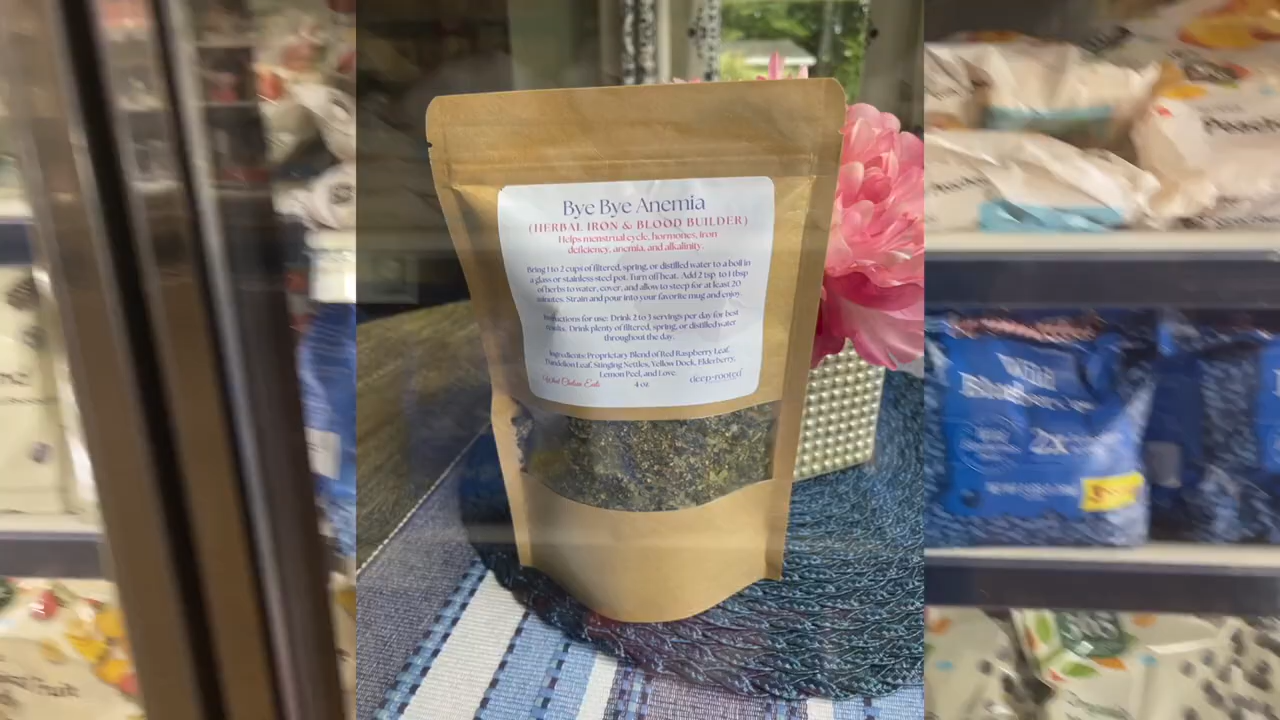 Bye Bye Anemia
(HERBAL IRON & BLOOD BUILDER)
Helps menstrual cycle, hormones, iron
deficiency, anemia, and alkalinity.
Bring 1 to 2 cups of filtered, spring, or distilled water to a boil in
a glass or stainless steel pot. Turn off heat. Add 2 tsp to 1 tbsp
of herbs to water, cover, and allow to steep for at least 20
minutes. Strain and pour into your favorite mug and enjoy.
Instructions for use: Drink 2 to 3 servings per day for best
results. Drink plenty of filtered, spring, or distilled water
throughout the day.
Ingredients: Proprietary Blend of Red Raspberry Leaf,
Dandelion Leaf, Stinging Nettles, Yellow Dock, Elderberry,
Lemon Peel, and Love.
What Chelsea Eats
4 oz.
deep-rooted
With
2x